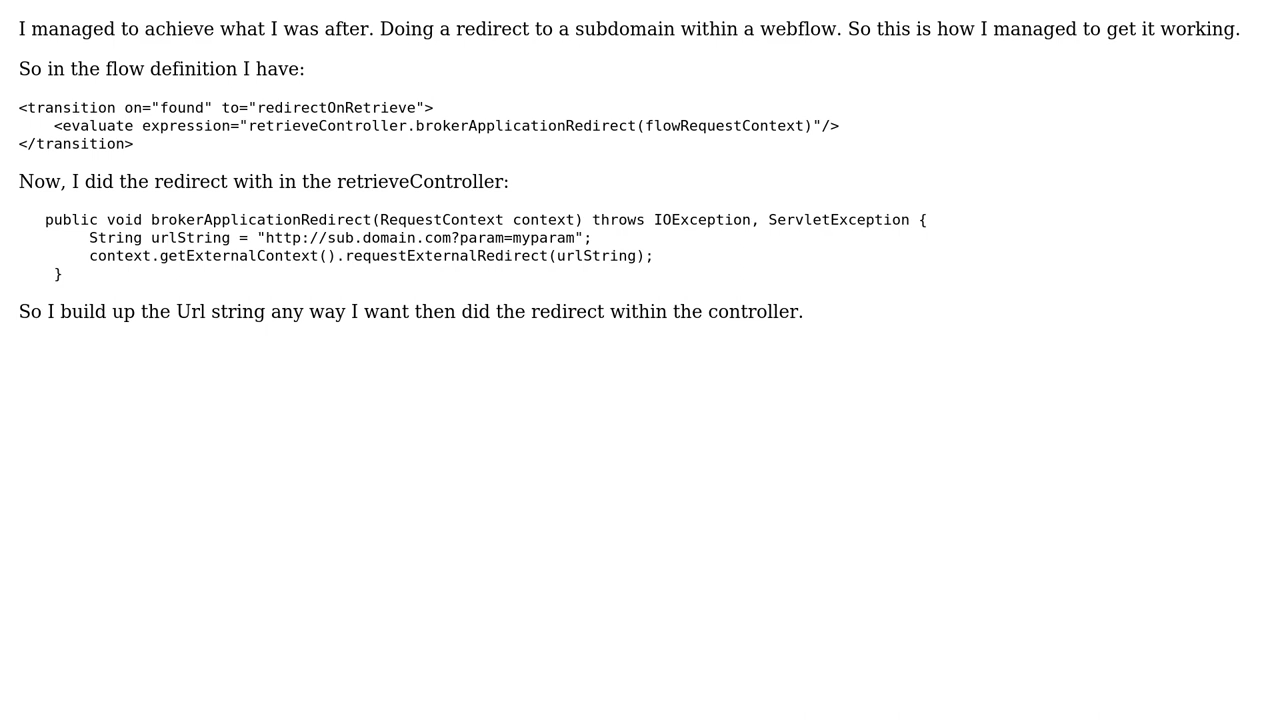 I managed to achieve what I was after. Doing a redirect to a subdomain within a webflow. So this is how I managed to get it working.
So in the flow definition I have:
<transition on="found" to="redirectOnRetrieve">
    <evaluate expression="retrieveController.brokerApplicationRedirect(flowRequestContext)"/>
</transition>
Now, I did the redirect with in the retrieveController:
   public void brokerApplicationRedirect(RequestContext context) throws IOException, ServletException {
        String urlString = "http://sub.domain.com?param=myparam";
        context.getExternalContext().requestExternalRedirect(urlString);
    }
So I build up the Url string any way I want then did the redirect within the controller.